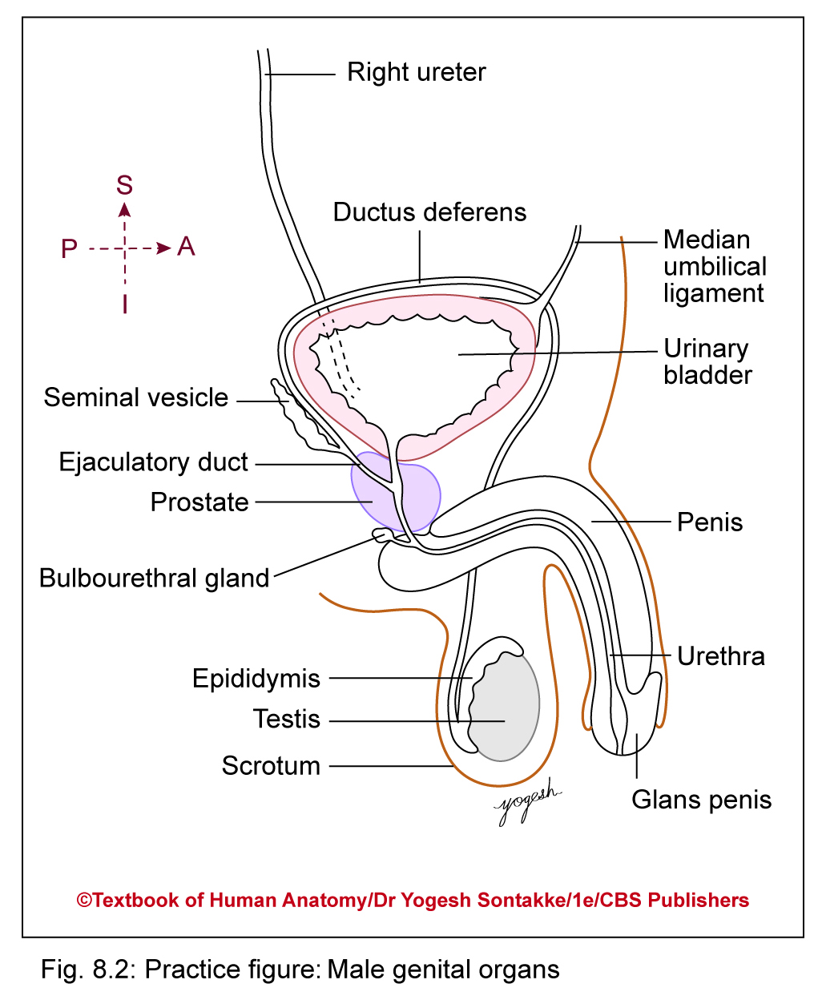 Right ureter
S
P
A
I
Ductus deferens
Median
umbilical
ligament
Urinary
bladder
Seminal vesicle
Ejaculatory duct
Prostate
Penis
Bulbourethral gland
Urethra
Epididymis
Testis
Scrotum
Glans penis
yogesh
©Textbook of Human Anatomy/Dr Yogesh Sontakke/1e/CBS Publishers
Fig. 8.2: Practice figure: Male genital organs